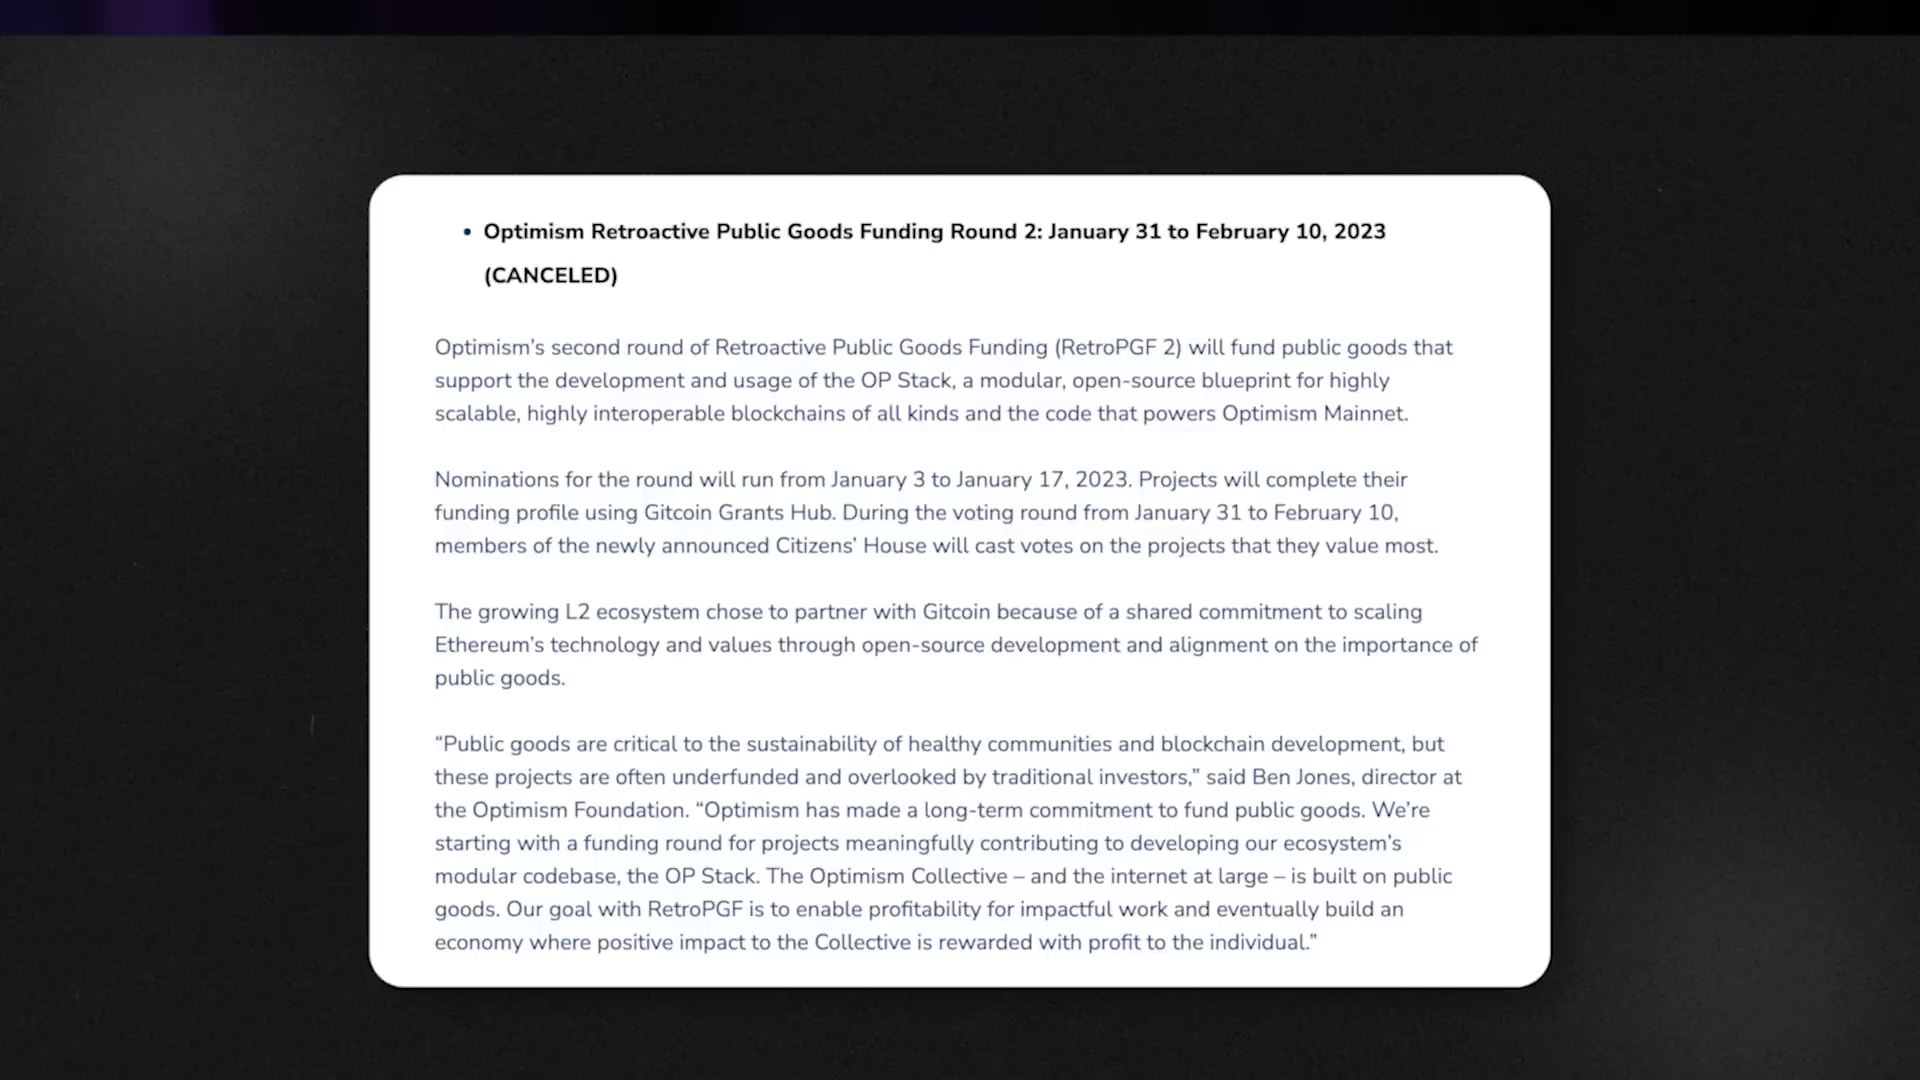 • Optimism Retroactive Public Goods Funding Round 2: January 31 to February 10, 2023
(CANCELED)
Optimism’s second round of Retroactive Public Goods Funding (RetroPGF 2) will fund public goods that
support the development and usage of the OP Stack, a modular, open-source blueprint for highly
scalable, highly interoperable blockchains of all kinds and the code that powers Optimism Mainnet.
Nominations for the round will run from January 3 to January 17, 2023. Projects will complete their
funding profile using Gitcoin Grants Hub. During the voting round from January 31 to February 10,
members of the newly announced Citizens’ House will cast votes on the projects that they value most.
The growing L2 ecosystem chose to partner with Gitcoin because of a shared commitment to scaling
Ethereum’s technology and values through open-source development and alignment on the importance of
public goods.
“Public goods are critical to the sustainability of healthy communities and blockchain development, but
these projects are often underfunded and overlooked by traditional investors,” said Ben Jones, director at
the Optimism Foundation. “Optimism has made a long-term commitment to fund public goods. We’re
starting with a funding round for projects meaningfully contributing to developing our ecosystem’s
modular codebase, the OP Stack. The Optimism Collective – and the internet at large – is built on public
goods. Our goal with RetroPGF is to enable profitability for impactful work and eventually build an
economy where positive impact to the Collective is rewarded with profit to the individual.”